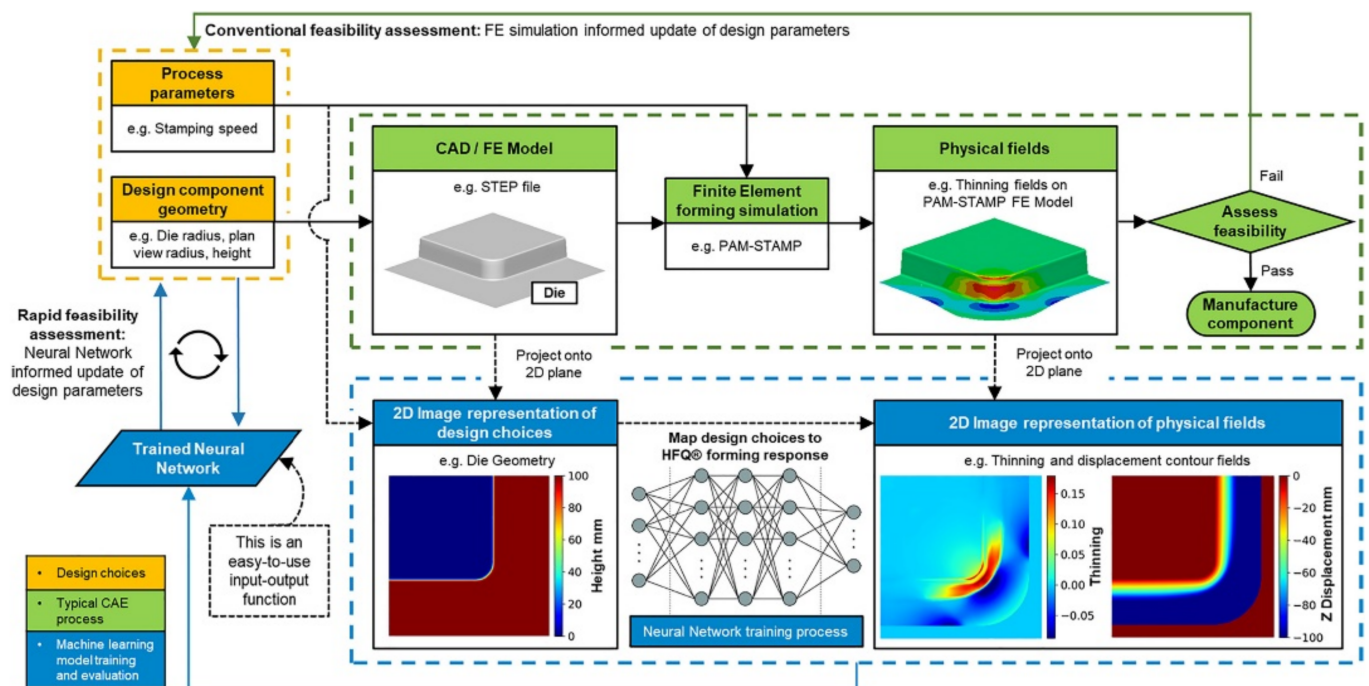 Conventional feasibility assessment: FE simulation informed update of design parameters
Process
parameters
e.g. Stamping speed
Design component
geometry
e.g. Die radius, plan
view radius, height
CAD / FE Model
e.g. STEP file
Die
Finite Element
forming simulation
e.g. PAM-STAMP
Physical fields
e.g. Thinning fields on
PAM-STAMP FE Model
Fail
Assess
feasibility
Pass
Manufacture
component
Rapid feasibility
assessment:
Neural Network
informed update of
design parameters
Project onto
2D plane
Project onto
2D plane
Trained Neural
Network
This is an
easy-to-use
input-output
function
2D Image representation of
design choices
e.g. Die Geometry
100
80
60
40
20
0
Height mm
Map design choices to
HFQ® forming response
Neural Network training process
2D Image representation of physical fields
e.g. Thinning and displacement contour fields
0.15
0.10
0.05
0.00
−0.05
Thinning
0
−20
−40
−60
−80
−100
Z Displacement mm
• Design choices
• Typical CAE
process
• Machine learning
model training
and evaluation